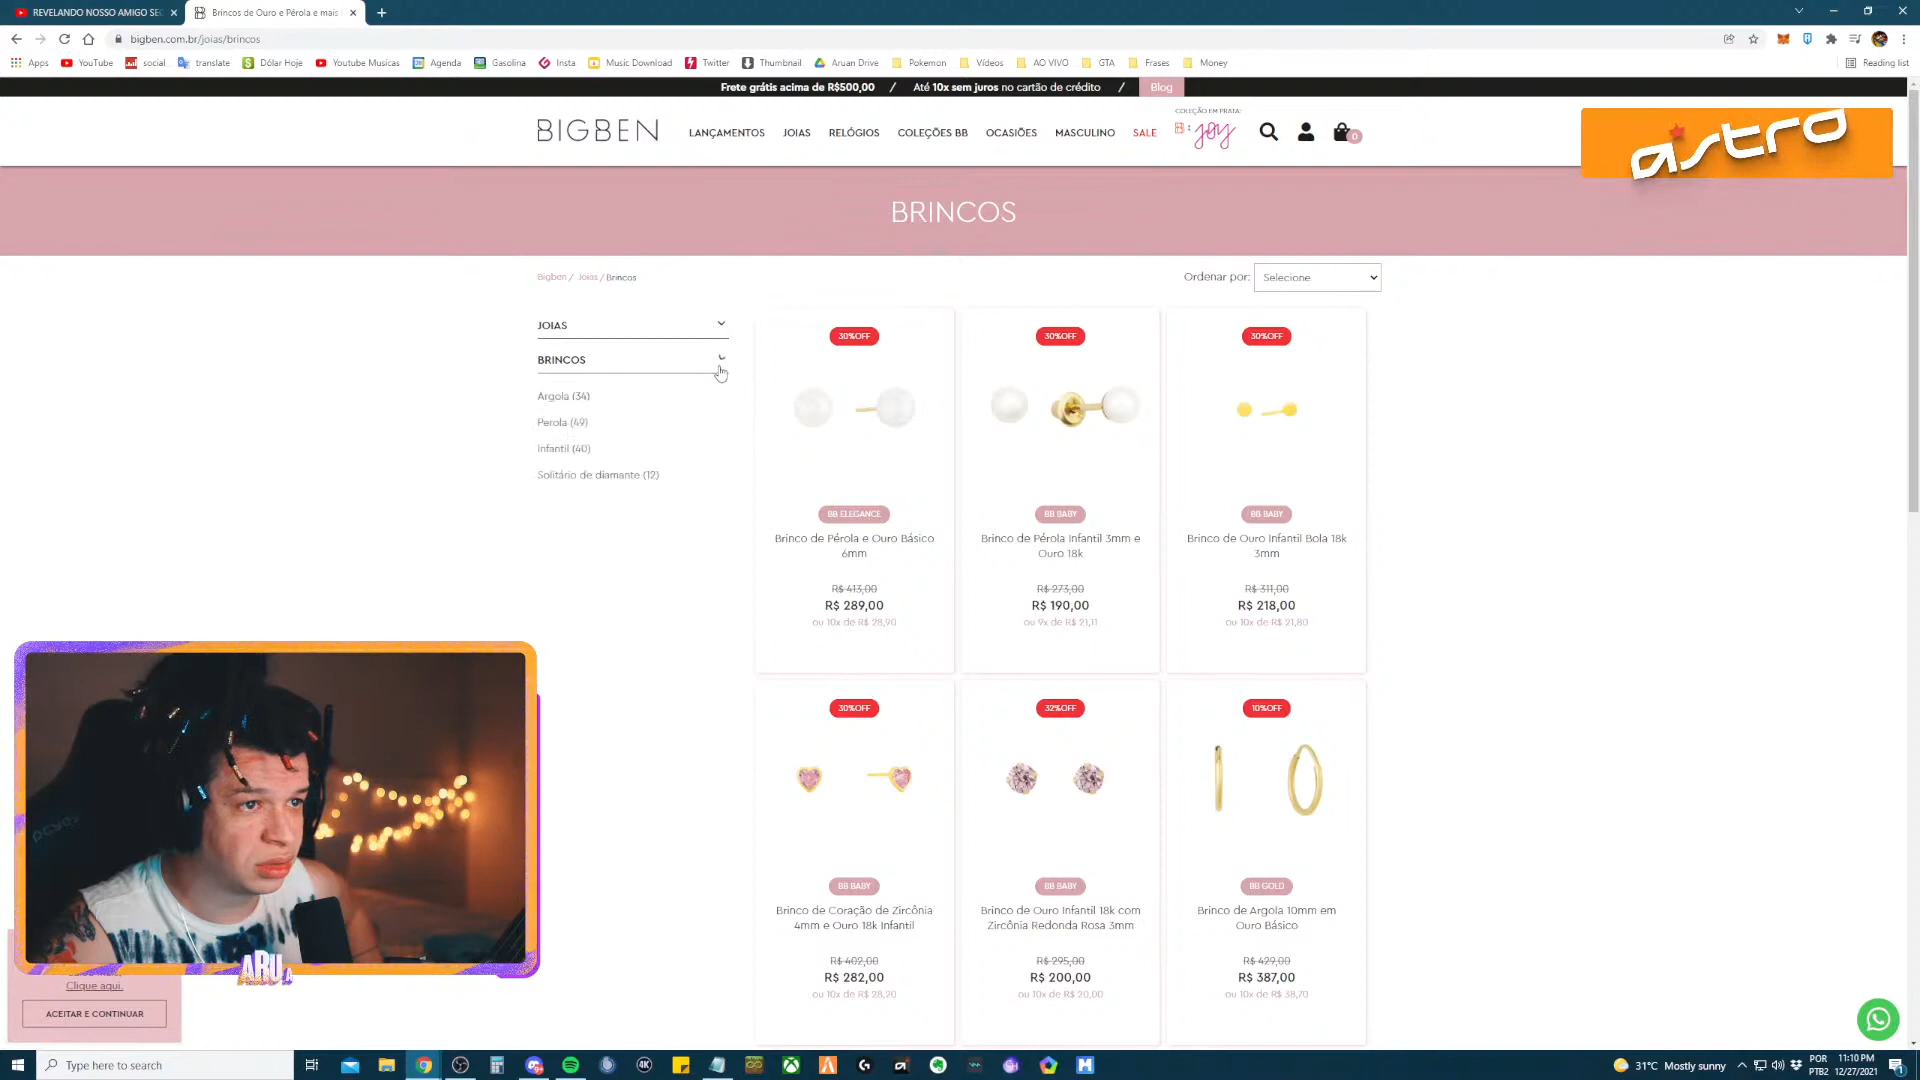 REVELANDO NOSSO AMIGO SEC
Brincos de Ouro e Pérola e mais
bigben.com.br/joias/brincos
Apps YouTube social translate Dólar Hoje Youtube Musicas Agenda Gasolina Insta Music Download Twitter Thumbnail Aruan Drive Pokemon Vídeos AO VIVO GTA Frases Money Reading list
Frete grátis acima de R$500,00 / Até 10x sem juros no cartão de crédito / Blog
COLEÇÃO EM PRATA:
BIGBEN LANÇAMENTOS JOIAS RELÓGIOS COLEÇÕES BB OCASIÕES MASCULINO SALE joy 0
astro
BRINCOS
Bigben / Joias / Brincos
Ordenar por: Selecione
JOIAS
BRINCOS
Argola (34)
Perola (49)
Infantil (40)
Solitário de diamante (12)
30%OFF 30%OFF 30%OFF
BB ELEGANCE BB BABY BB BABY
Brinco de Pérola e Ouro Básico Brinco de Pérola Infantil 3mm e Brinco de Ouro Infantil Bola 18k
6mm Ouro 18k 3mm
R$ 413,00 R$ 273,00 R$ 311,00
R$ 289,00 R$ 190,00 R$ 218,00
ou 10x de R$ 28,90 ou 9x de R$ 21,11 ou 10x de R$ 21,80
30%OFF 32%OFF 10%OFF
BB BABY BB BABY BB GOLD
Brinco de Coração de Zircônia Brinco de Ouro Infantil 18k com Brinco de Argola 10mm em
4mm e Ouro 18k Infantil Zircônia Redonda Rosa 3mm Ouro Básico
R$ 402,00 R$ 295,00 R$ 429,00
R$ 282,00 R$ 200,00 R$ 387,00
ou 10x de R$ 28,20 ou 10x de R$ 20,00 ou 10x de R$ 38,70
Clique aqui.
ACEITAR E CONTINUAR
Type here to search
4K
31°C Mostly sunny
POR
PTB2
11:10 PM
12/27/2021